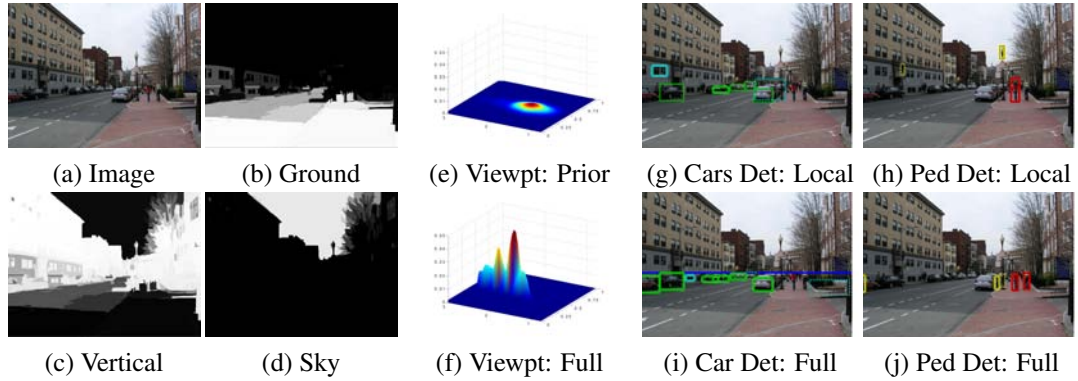 (a) Image
(b) Ground
(e) Viewpt: Prior
(g) Cars Det: Local
(h) Ped Det: Local
(c) Vertical
(d) Sky
(f) Viewpt: Full
(i) Car Det: Full
(j) Ped Det: Full